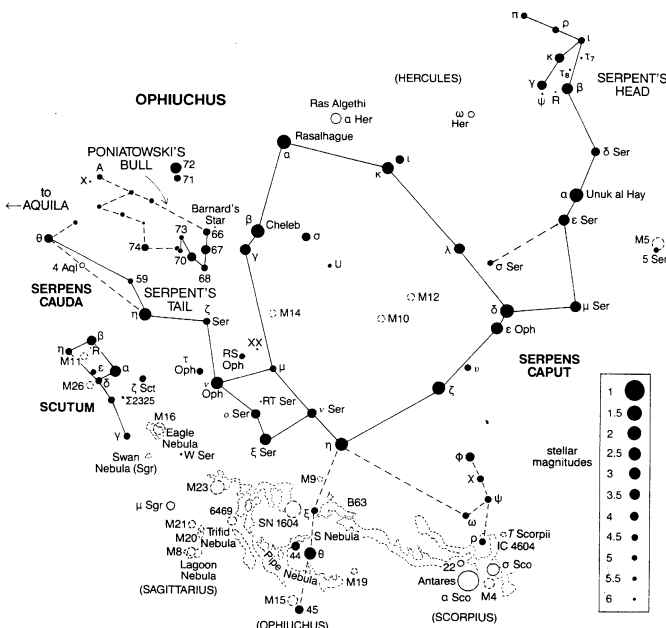 π
ρ
ι
κ
τ7
τ8
γ
ψ
R
β
SERPENT'S
HEAD
(HERCULES)
OPHIUCHUS
Ras Algethi
α Her
ω
Her
Rasalhague
α
ι
κ
δ Ser
PONIATOWSKI'S
BULL
72
71
A
X
α
Unuk al Hay
to
AQUILA
Barnard's
Star
β
Cheleb
ε Ser
θ
73
66
74
70
67
68
σ
γ
λ
M5
5 Ser
4 Aql
U
σ Ser
59
SERPENS
CAUDA
SERPENT'S
TAIL
M12
η
ζ
Ser
M14
M10
δ
μ Ser
ε Oph
β
R
η
M11
XX
RS
Oph
τ
Oph
SERPENS
CAPUT
ε
α
M26
δ
ζ Sct
Σ2325
μ
υ
ν
Oph
ζ
SCUTUM
RT Ser
ο Ser
ν Ser
M16
γ
Eagle
Nebula
ξ Ser
η
Swan
Nebula (Sgr)
W Ser
Φ
χ
ψ
M9
M23
B63
μ Sgr
6469
SN 1604
ξ
ω
M21
M20
Trifid
Nebula
S Nebula
ρ
T Scorpii
IC 4604
M8
Lagoon
Nebula
44
θ
Pipe Nebula
22
σ Sco
(SAGITTARIUS)
M19
Antares
α Sco
M4
M15
45
(OPHIUCHUS)
(SCORPIUS)
stellar
magnitudes
1
1.5
2
2.5
3
3.5
4
4.5
5
5.5
6